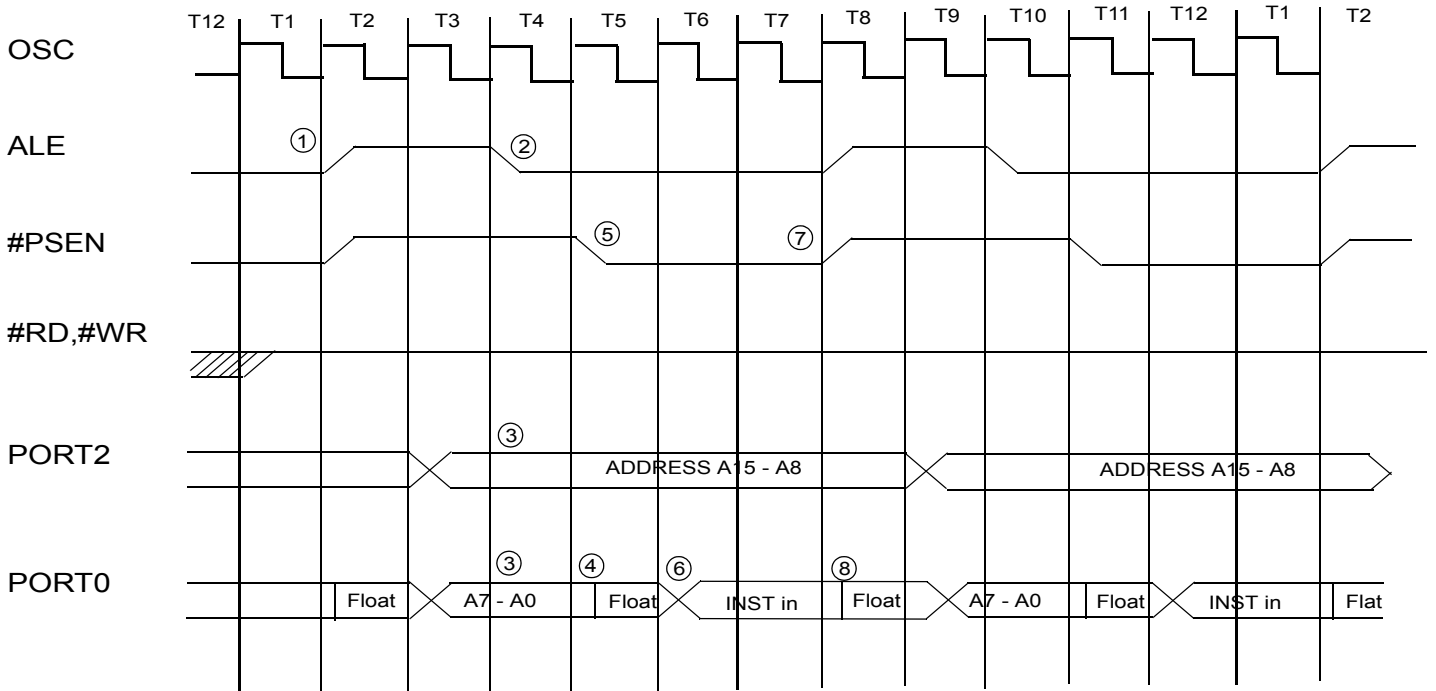 T12 T1 T2 T3 T4 T5 T6 T7 T8 T9 T10 T11 T12 T1 T2
OSC
ALE ① ②
#PSEN ⑤ ⑦
#RD,#WR
③
PORT2 ADDRESS A15 - A8 ADDRESS A15 - A8
③ ④ ⑥ ⑧
PORT0 Float A7 - A0 Float INST in Float A7 - A0 Float INST in Flat